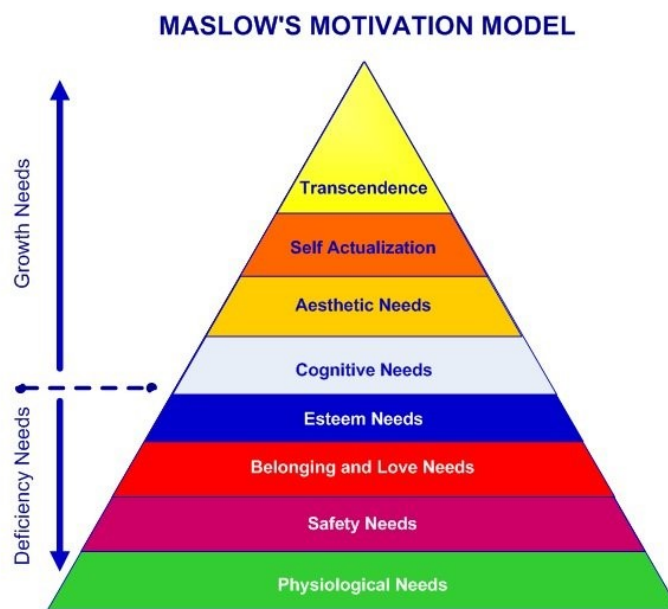 MASLOW'S MOTIVATION MODEL
Growth Needs
Deficiency Needs
Transcendence
Self Actualization
Aesthetic Needs
Cognitive Needs
Esteem Needs
Belonging and Love Needs
Safety Needs
Physiological Needs